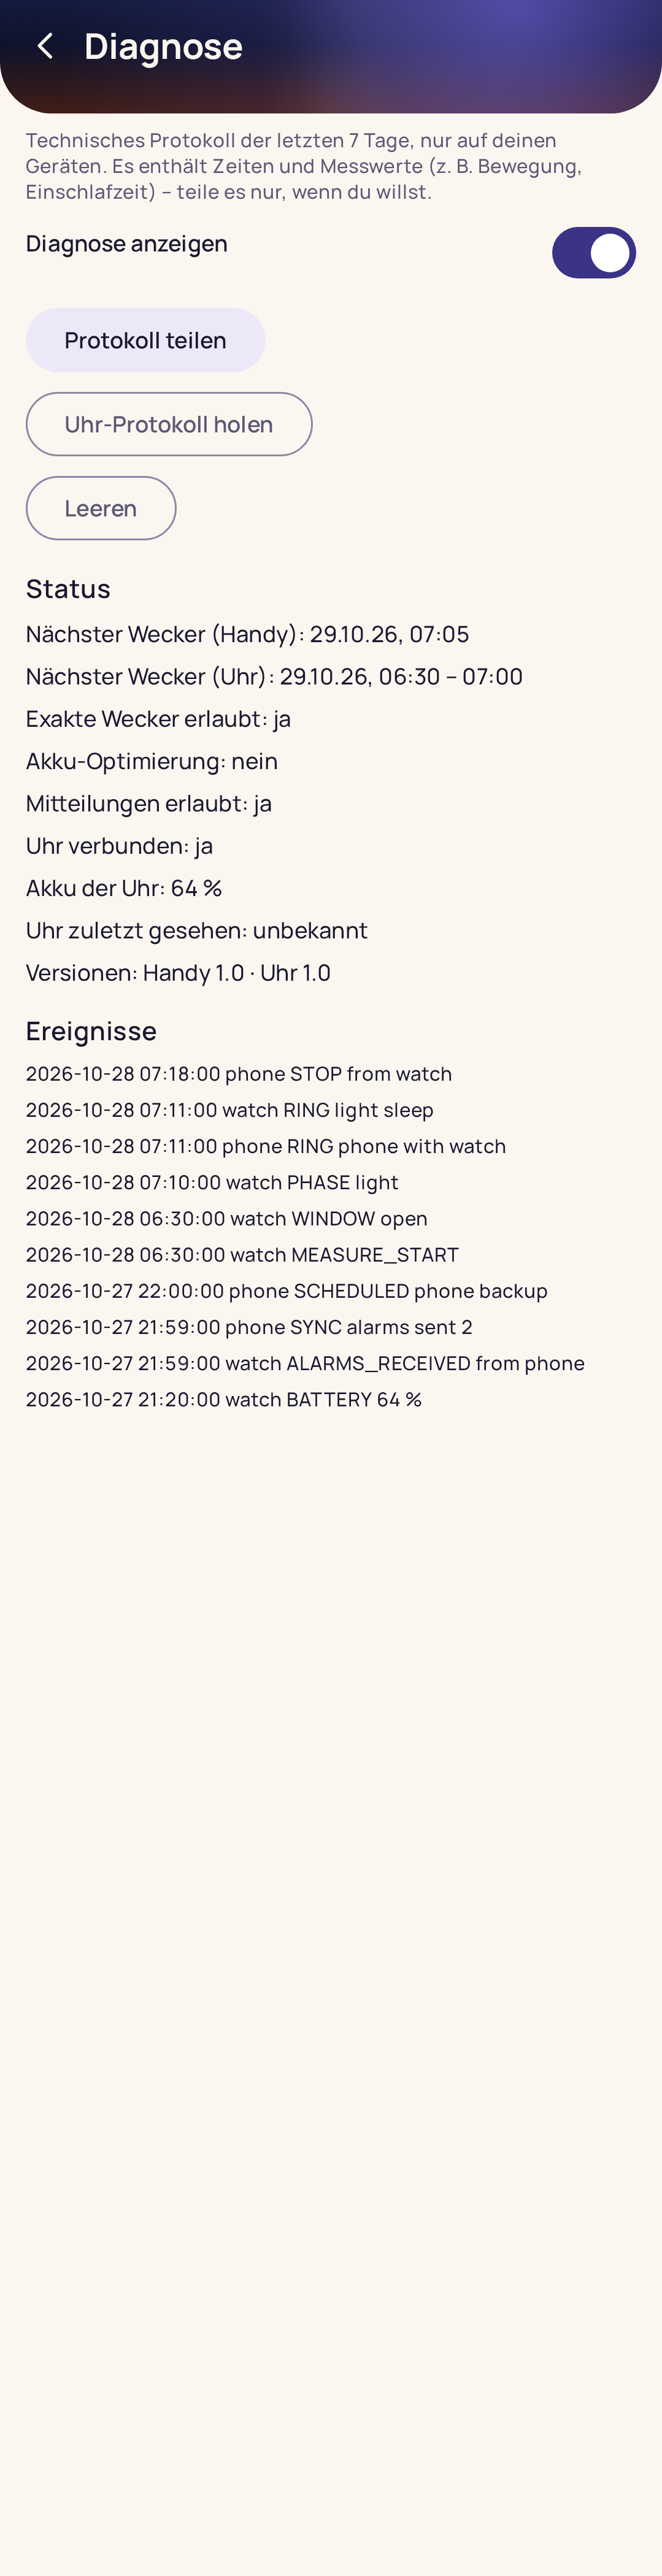 Diagnose
Technisches Protokoll der letzten 7 Tage, nur auf deinen
Geräten. Es enthält Zeiten und Messwerte (z. B. Bewegung,
Einschlafzeit) – teile es nur, wenn du willst.
Diagnose anzeigen
Protokoll teilen
Uhr-Protokoll holen
Leeren
Status
Nächster Wecker (Handy): 29.10.26, 07:05
Nächster Wecker (Uhr): 29.10.26, 06:30 – 07:00
Exakte Wecker erlaubt: ja
Akku-Optimierung: nein
Mitteilungen erlaubt: ja
Uhr verbunden: ja
Akku der Uhr: 64 %
Uhr zuletzt gesehen: unbekannt
Versionen: Handy 1.0 · Uhr 1.0
Ereignisse
2026-10-28 07:18:00 phone STOP from watch
2026-10-28 07:11:00 watch RING light sleep
2026-10-28 07:11:00 phone RING phone with watch
2026-10-28 07:10:00 watch PHASE light
2026-10-28 06:30:00 watch WINDOW open
2026-10-28 06:30:00 watch MEASURE_START
2026-10-27 22:00:00 phone SCHEDULED phone backup
2026-10-27 21:59:00 phone SYNC alarms sent 2
2026-10-27 21:59:00 watch ALARMS_RECEIVED from phone
2026-10-27 21:20:00 watch BATTERY 64 %